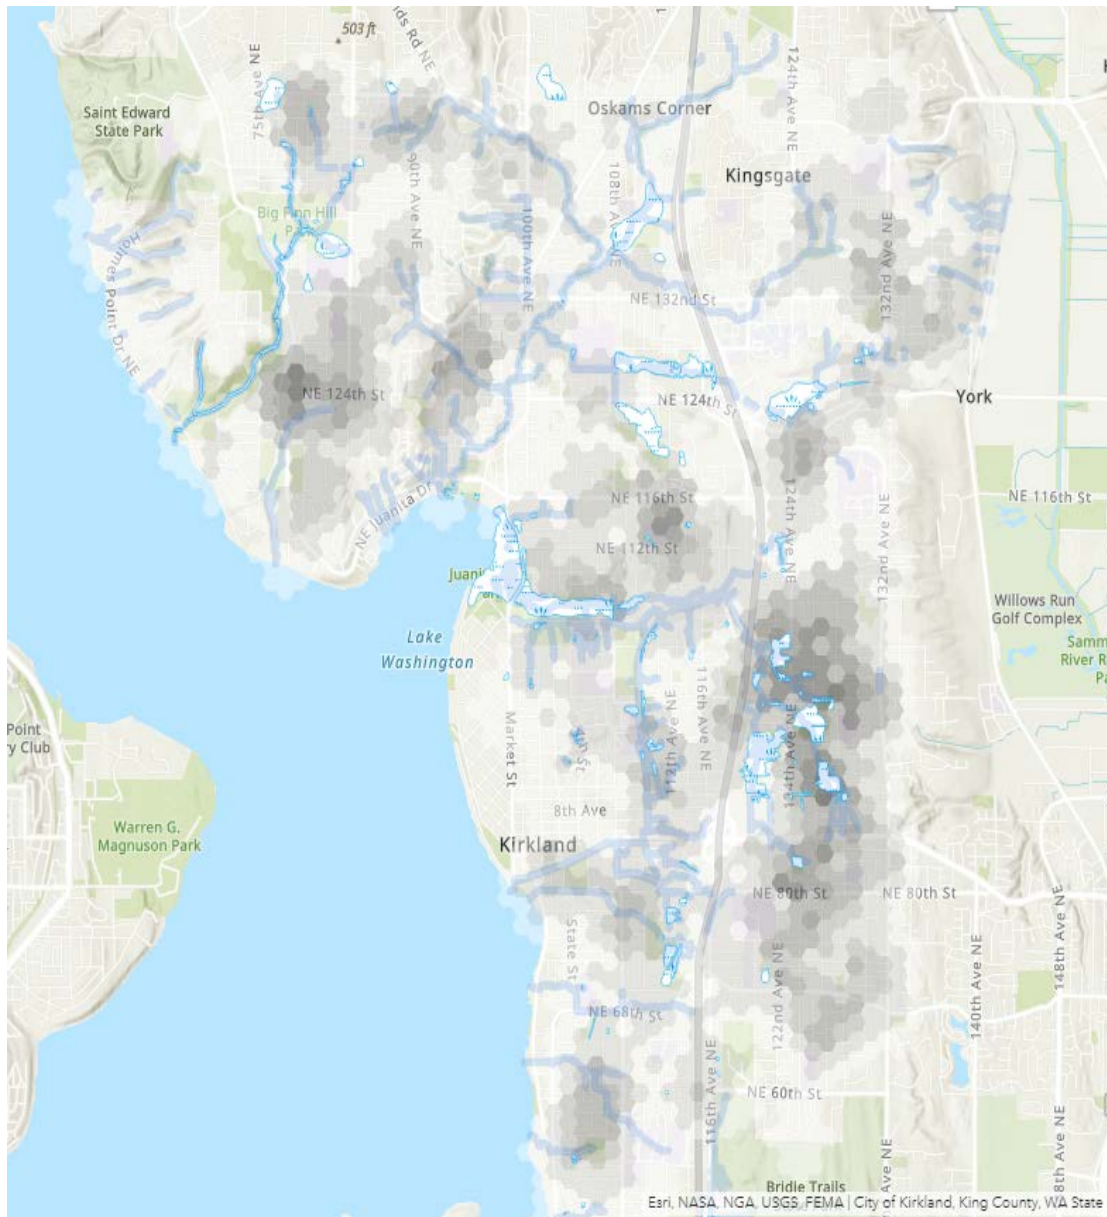 503 ft
75th Ave NE
Saint Edward
State Park
Oskams Corner
124th Ave NE
Kingsgate
90th Ave NE
108th Ave NE
100th Ave NE
132nd Ave NE
Big Finn Hill
Holmes Point Dr NE
NE 132nd St
NE 124th St
NE 124th St
York
NE 116th St
NE 116th St
NE Juanita Dr
NE 112th St
124th Ave NE
132nd Ave NE
Willows Run
Golf Complex
Lake
Washington
Market St
112th Ave NE
116th Ave NE
8th Ave
Kirkland
Warren G.
Magnuson Park
NE 80th St
NE 80th St
State St
122nd Ave NE
140th Ave NE
148th Ave NE
NE 68th St
NE 60th St
116th Ave NE
Bridle Trails
Esri, NASA, NGA, USGS, FEMA | City of Kirkland, King County, WA State